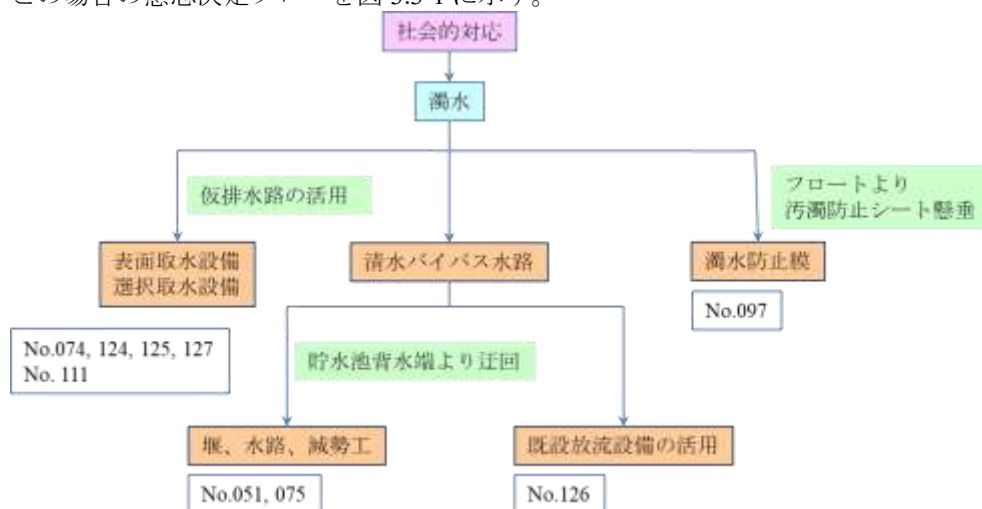 この場合の意思決定フローを図 3.3-1 に示す。
社会的対応
濁水
仮排水路の活用
フロートより
汚濁防止シート懸垂
表面取水設備
選択取水設備
清水バイパス水路
濁水防止膜
No.097
No.074, 124, 125, 127
No. 111
貯水池背水端より迂回
堰、水路、減勢工
既設放流設備の活用
No.051, 075
No.126